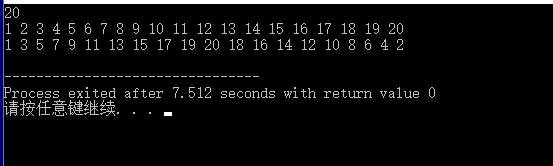 20
1 2 3 4 5 6 7 8 9 10 11 12 13 14 15 16 17 18 19 20
1 3 5 7 9 11 13 15 17 19 20 18 16 14 12 10 8 6 4 2
--------------------------------
Process exited after 7.512 seconds with return value 0
请按任意键继续. . .